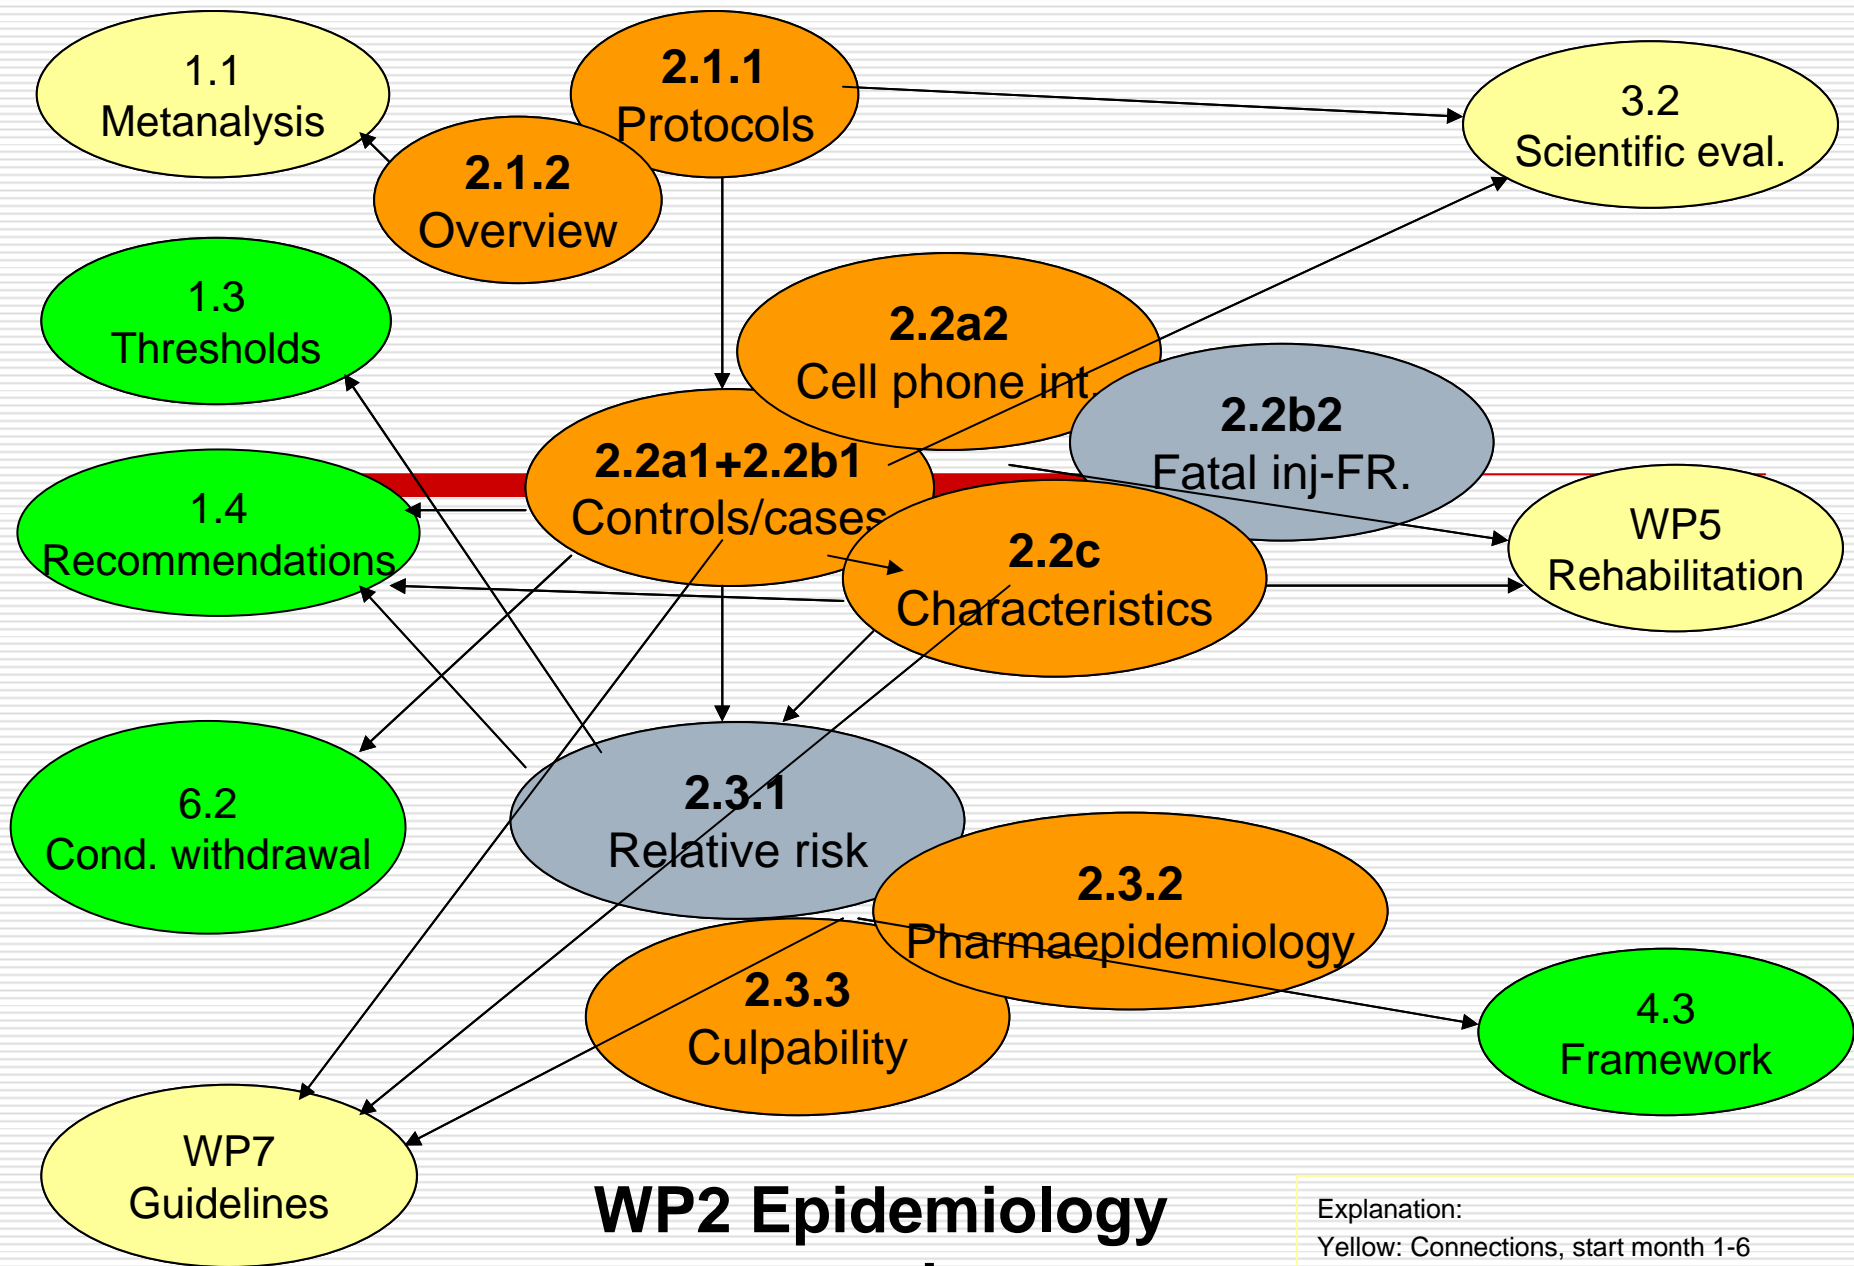 1.1
Metanalysis
2.1.1
Protocols
3.2
Scientific eval.
2.1.2
Overview
1.3
Thresholds
2.2a2
Cell phone int.
2.2b2
Fatal inj-FR.
2.2a1+2.2b1
Controls/cases
1.4
Recommendations
WP5
Rehabilitation
2.2c
Characteristics
6.2
Cond. withdrawal
2.3.1
Relative risk
2.3.2
Pharmaepidemiology
2.3.3
Culpability
4.3
Framework
WP7
Guidelines
WP2 Epidemiology
Explanation:
Yellow: Connections, start month 1-6